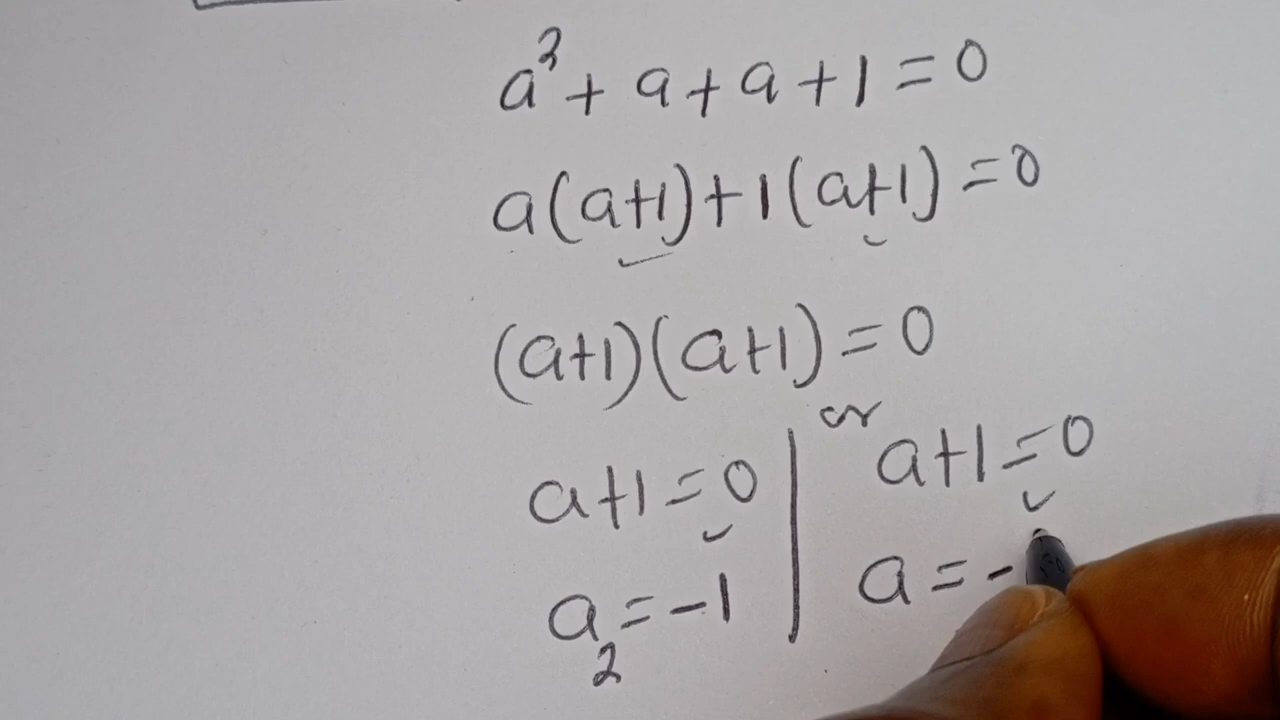 a³ + a + a + 1 = 0
a(a+1) + 1(a+1) = 0
(a+1)(a+1) = 0
a+1 = 0 or a+1 = 0
a₂ = -1 a = -